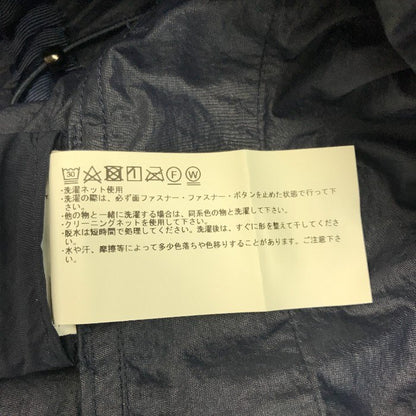 30 F W
・洗濯ネット使用
・洗濯の際は、必ず面ファスナー・ファスナー・ボタンを止めた状態で行って下さい。
・他の物と一緒に洗濯する場合は、同系色の物と洗濯して下さい。
・クリーニングネットを使用して下さい。
・脱水は短時間で処理してください。洗濯後は、すぐに形を整えて干してください。
・水や汗、摩擦等によって多少色落ちや色移りすることがあります。ご注意下さい。